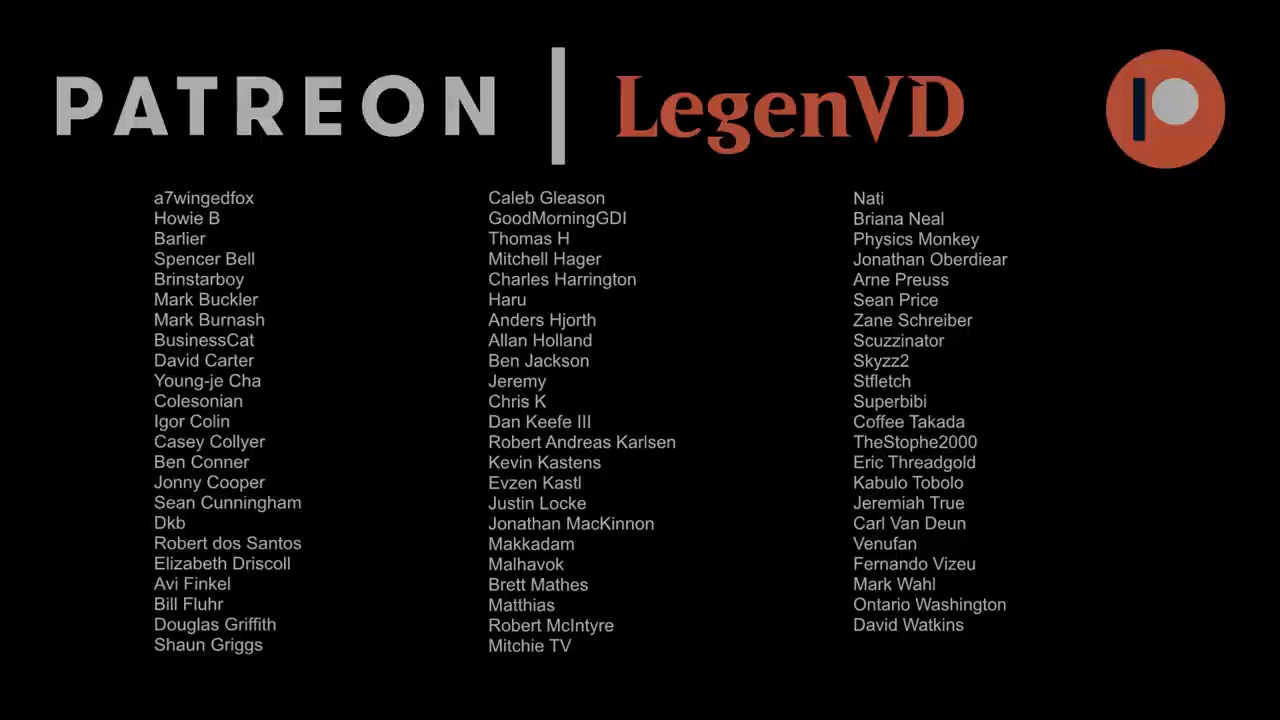 PATREON | LegenVD
a7wingedfox
Howie B
Barlier
Spencer Bell
Brinstarboy
Mark Buckler
Mark Burnash
BusinessCat
David Carter
Young-je Cha
Colesonian
Igor Colin
Casey Collyer
Ben Conner
Jonny Cooper
Sean Cunningham
Dkb
Robert dos Santos
Elizabeth Driscoll
Avi Finkel
Bill Fluhr
Douglas Griffith
Shaun Griggs
Caleb Gleason
GoodMorningGDI
Thomas H
Mitchell Hager
Charles Harrington
Haru
Anders Hjorth
Allan Holland
Ben Jackson
Jeremy
Chris K
Dan Keefe III
Robert Andreas Karlsen
Kevin Kastens
Evzen Kastl
Justin Locke
Jonathan MacKinnon
Makkadam
Malhavok
Brett Mathes
Matthias
Robert McIntyre
Mitchie TV
Nati
Briana Neal
Physics Monkey
Jonathan Oberdiear
Arne Preuss
Sean Price
Zane Schreiber
Scuzzinator
Skyzz2
Stfletch
Superbibi
Coffee Takada
TheStophe2000
Eric Threadgold
Kabulo Tobolo
Jeremiah True
Carl Van Deun
Venufan
Fernando Vizeu
Mark Wahl
Ontario Washington
David Watkins